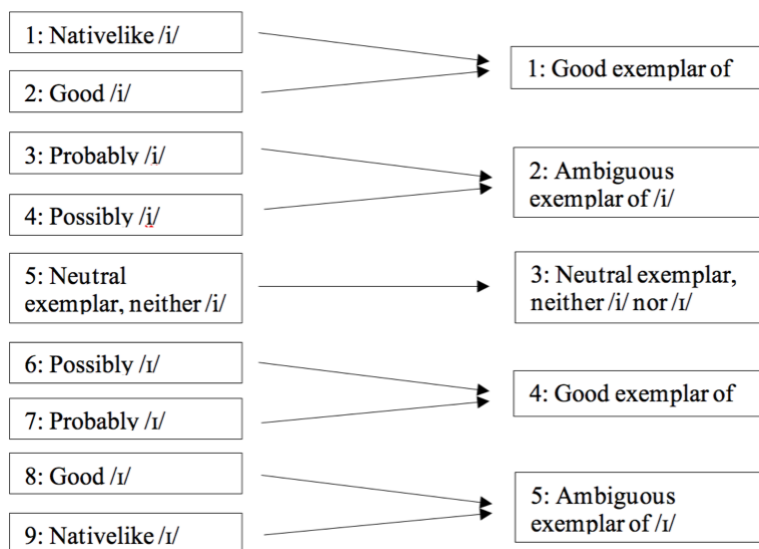 1: Nativelike /i/
2: Good /i/
3: Probably /i/
4: Possibly /i/
5: Neutral
exemplar, neither /i/
6: Possibly /ɪ/
7: Probably /ɪ/
8: Good /ɪ/
9: Nativelike /ɪ/
1: Good exemplar of
2: Ambiguous
exemplar of /i/
3: Neutral exemplar,
neither /i/ nor /ɪ/
4: Good exemplar of
5: Ambiguous
exemplar of /ɪ/